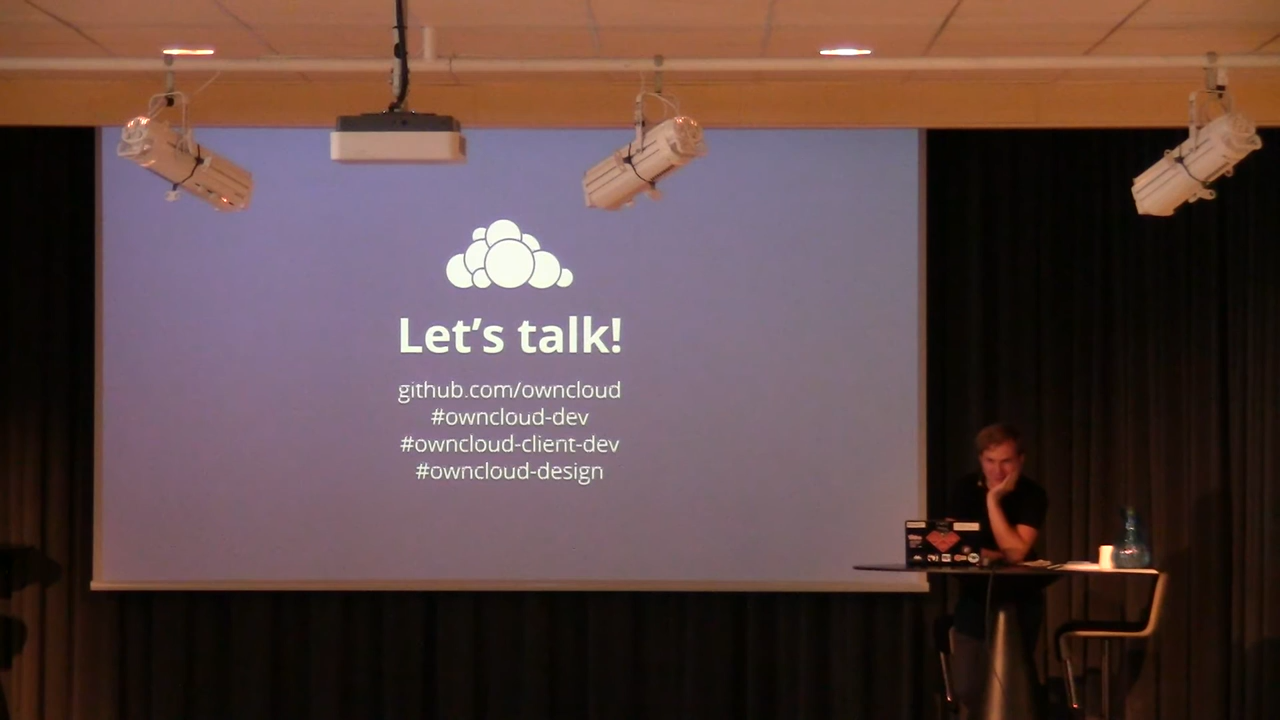 Let's talk!
github.com/owncloud
#owncloud-dev
#owncloud-client-dev
#owncloud-design